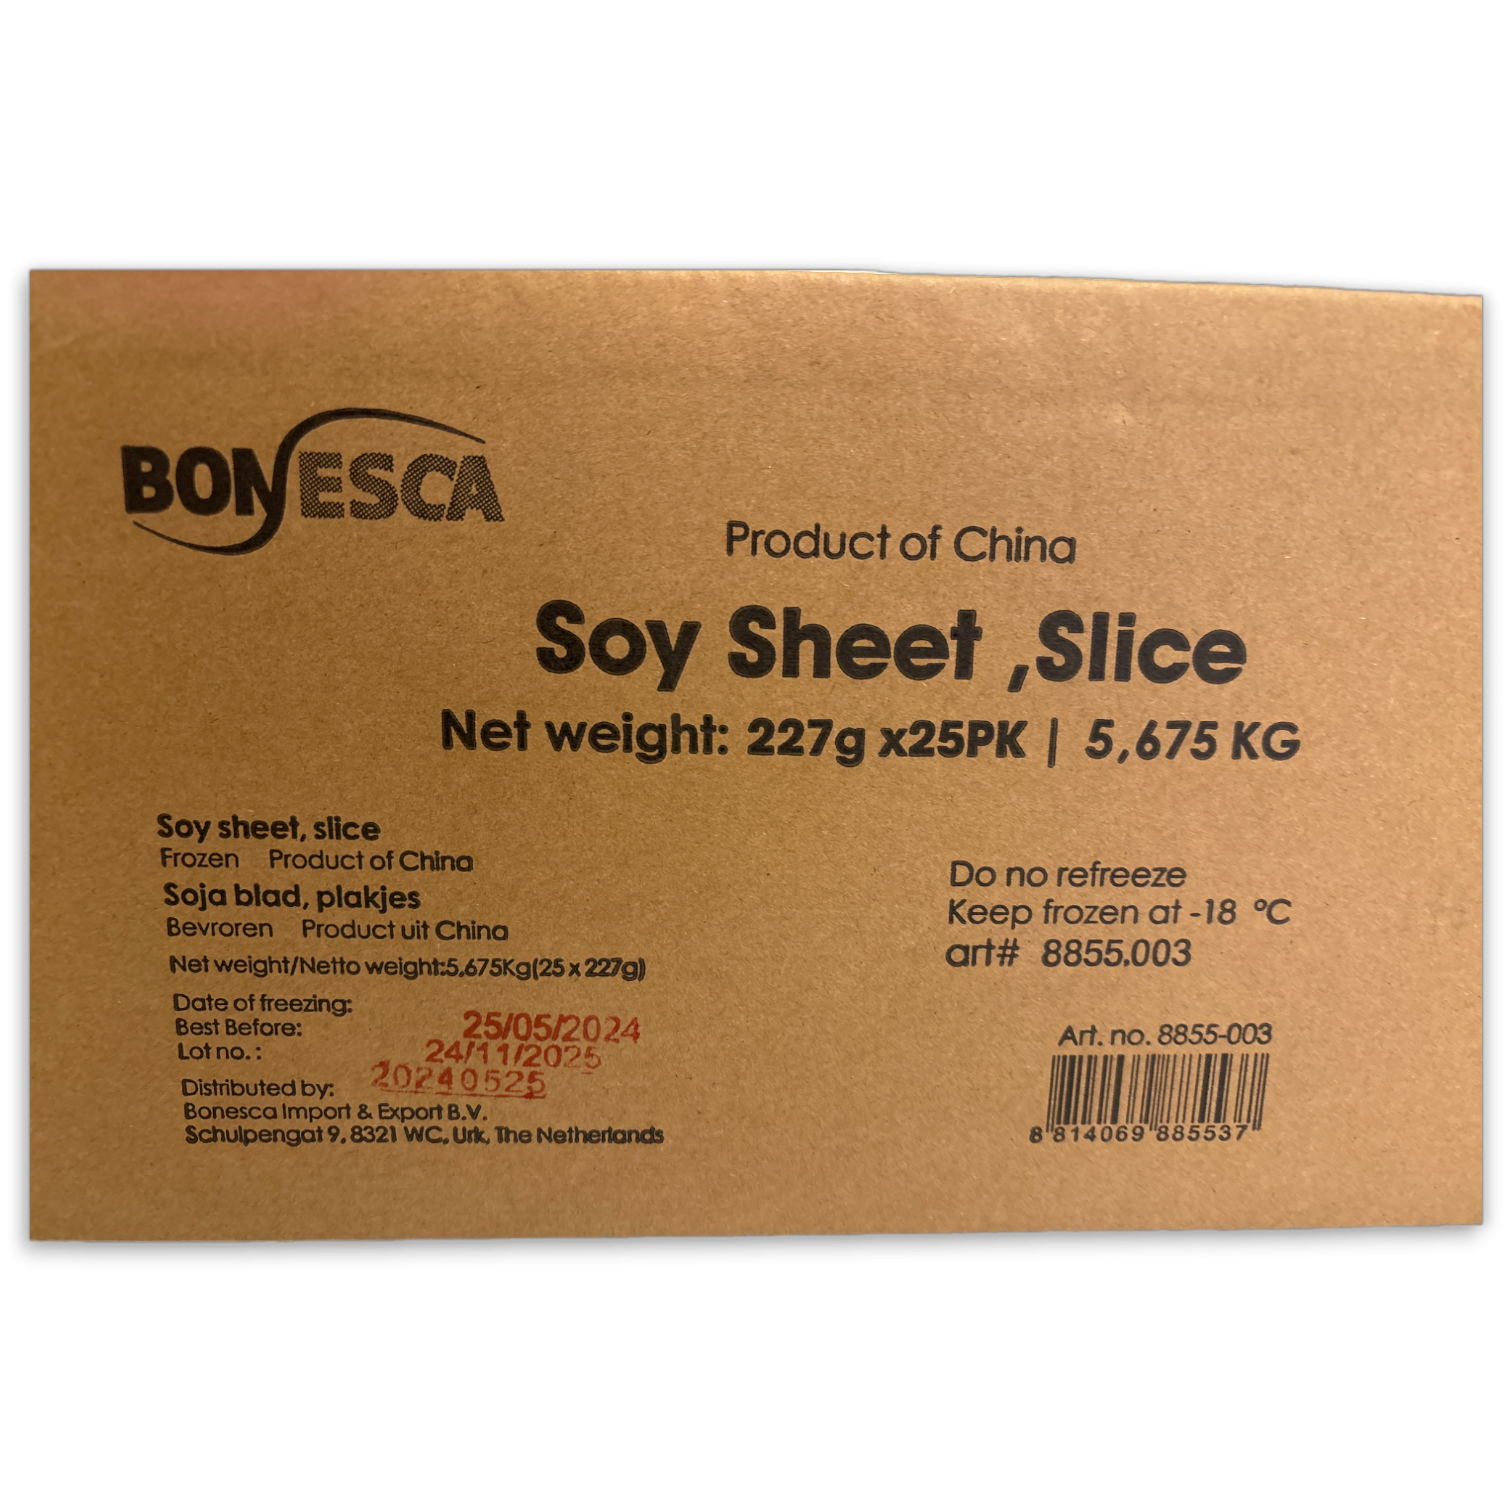 BONESCA
Product of China
Soy Sheet ,Slice
Net weight: 227g x25PK | 5,675 KG
Soy sheet, slice
Frozen Product of China
Soja blad, plakjes
Bevroren Product uit China
Net weight/Netto weight:5,675Kg(25 x 227g)
Date of freezing: 25/05/2024
Best Before: 24/11/2025
Lot no. : 20240525
Distributed by:
Bonesca Import & Export B.V.
Schulpengat 9, 8321 WC, Urk, The Netherlands
Do no refreeze
Keep frozen at -18 °C
art# 8855.003
Art. no. 8855-003
8 814069 885537